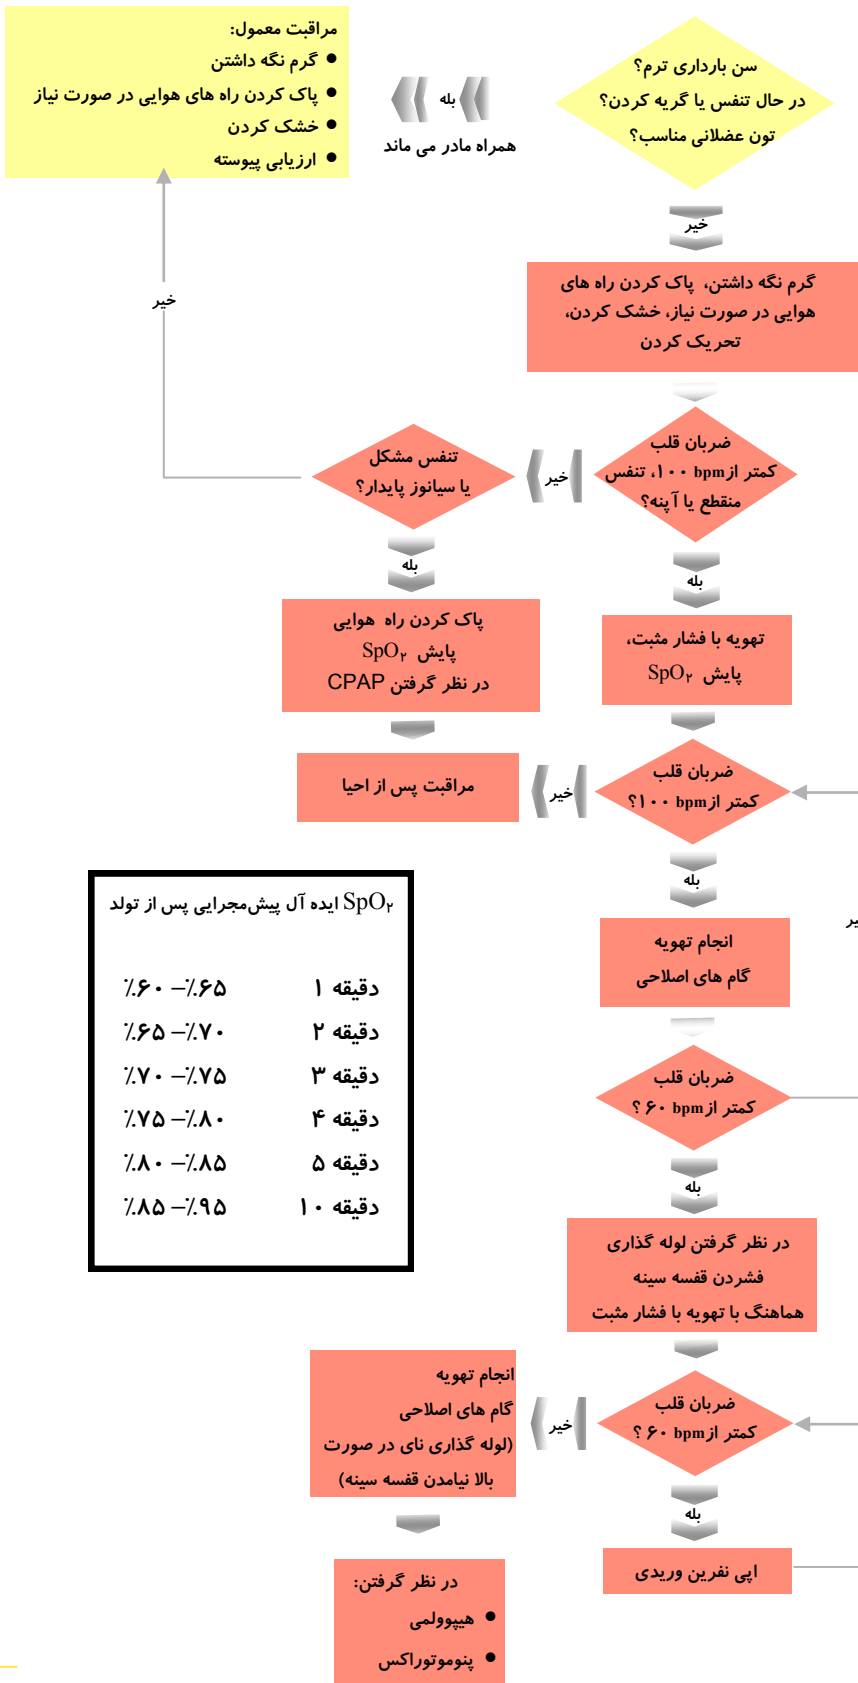 سن بارداری ترم؟
در حال تنفس یا گریه کردن؟
تون عضلانی مناسب؟
بله
همراه مادر می ماند
مراقبت معمول:
● گرم نگه داشتن
● پاک کردن راه های هوایی در صورت نیاز
● خشک کردن
● ارزیابی پیوسته
خیر
گرم نگه داشتن، پاک کردن راه های
هوایی در صورت نیاز، خشک کردن،
تحریک کردن
ضربان قلب
کمتر از ۱۰۰ bpm، تنفس
منقطع یا آپنه؟
خیر
تنفس مشکل
یا سیانوز پایدار؟
خیر
بله
بله
پاک کردن راه هوایی
پایش SpO۲
در نظر گرفتن CPAP
تهویه با فشار مثبت،
پایش SpO۲
ضربان قلب
کمتر از ۱۰۰ bpm؟
خیر
مراقبت پس از احیا
بله
انجام تهویه
گام های اصلاحی
ضربان قلب
کمتر از ۶۰ bpm ؟
بله
در نظر گرفتن لوله گذاری
فشردن قفسه سینه
هماهنگ با تهویه با فشار مثبت
ضربان قلب
کمتر از ۶۰ bpm ؟
خیر
انجام تهویه
گام های اصلاحی
(لوله گذاری نای در صورت
بالا نیامدن قفسه سینه)
بله
اپی نفرین وریدی
در نظر گرفتن:
● هیپوولمی
● پنوموتوراکس
SpO۲ ایده آل پیش‌مجرایی پس از تولد
دقیقه ۱ ۶۰٪– ۶۵٪
دقیقه ۲ ۶۵٪– ۷۰٪
دقیقه ۳ ۷۰٪– ۷۵٪
دقیقه ۴ ۷۵٪– ۸۰٪
دقیقه ۵ ۸۰٪– ۸۵٪
دقیقه ۱۰ ۸۵٪– ۹۵٪